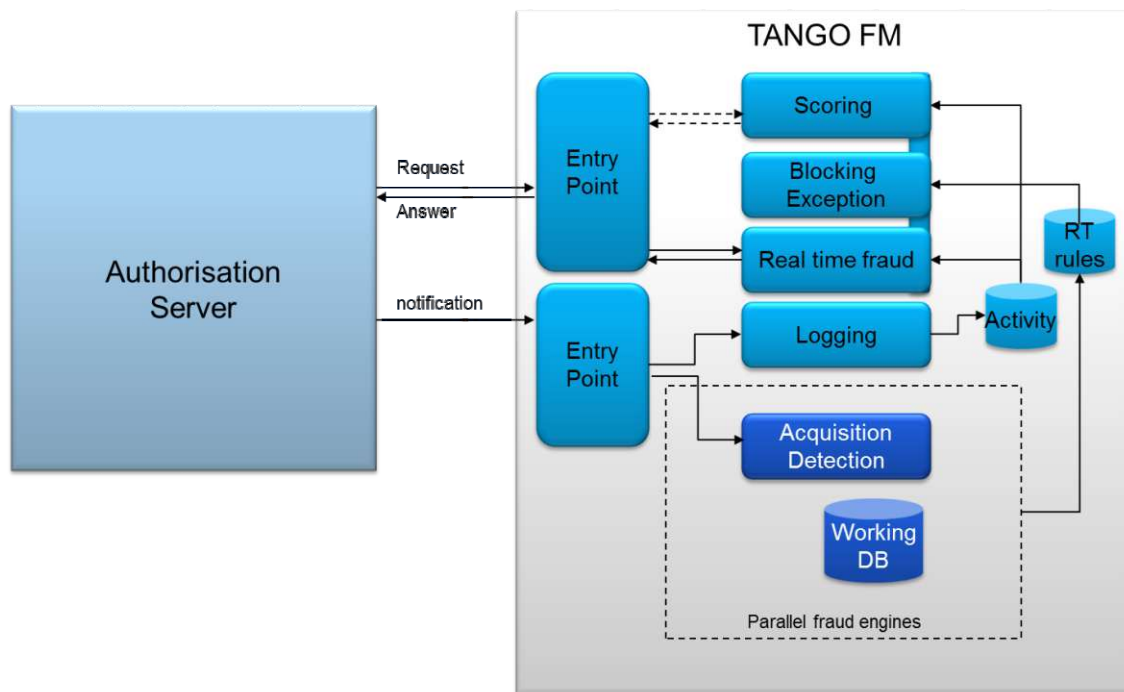 TANGO FM
Authorisation
Server
Request
Answer
notification
Entry
Point
Entry
Point
Scoring
Blocking
Exception
Real time fraud
Logging
RT
rules
Activity
Acquisition
Detection
Working
DB
Parallel fraud engines